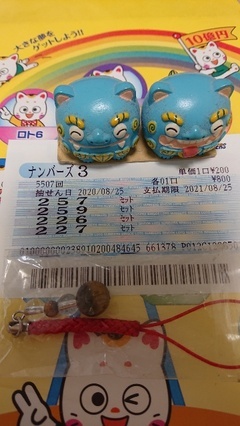 大きな夢を
ゲットしよう!!
10億円
ロト6
ナンバーズ3
単価1口¥200
5507回
各01口 ¥800
抽せん日 2020/08/25 支払期限 2021/08/25
257 セット
259 セット
226 セット
227 セット